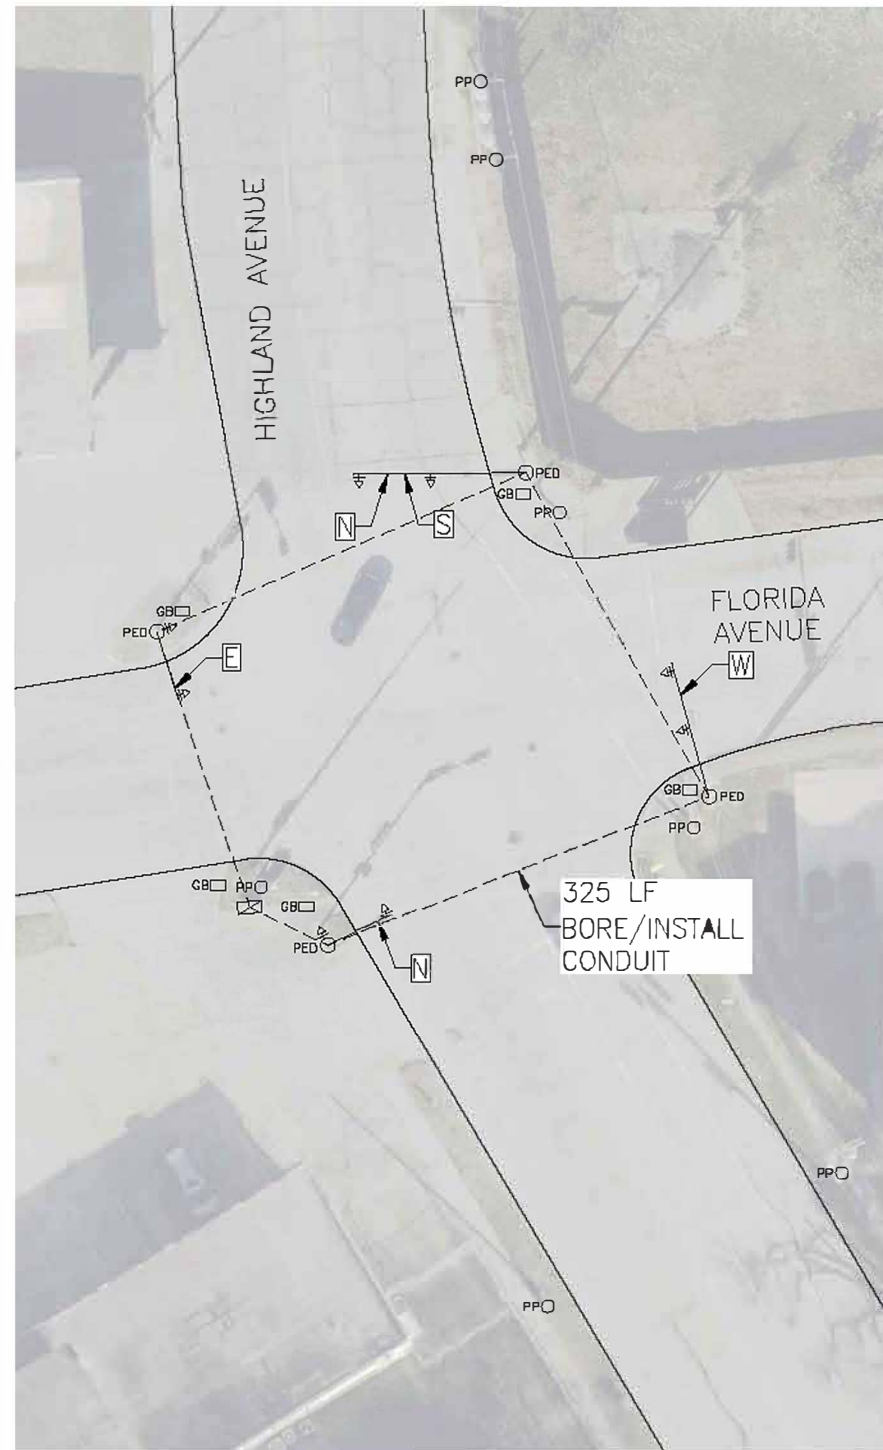 PP
PP
HIGHLAND AVENUE
PED
GB
PP
N
S
GB
PED
E
FLORIDA
AVENUE
W
GB
PED
PP
GB
PP
GB
PED
N
325 LF
BORE/INSTALL
CONDUIT
PP
PP